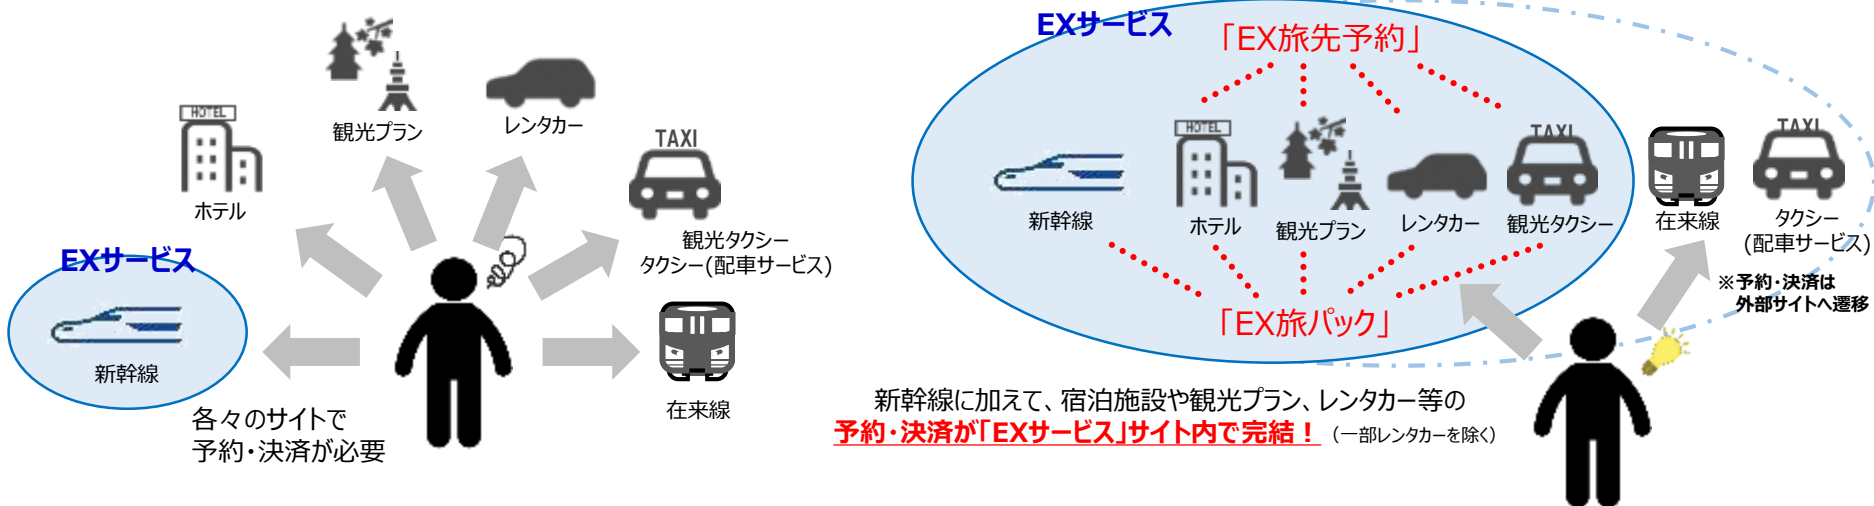 HOTEL
ホテル
観光プラン
レンタカー
TAXI
観光タクシー
タクシー(配車サービス)
EXサービス
新幹線
在来線
各々のサイトで
予約・決済が必要
EXサービス
「EX旅先予約」
新幹線
HOTEL
ホテル
観光プラン
レンタカー
TAXI
観光タクシー
在来線
TAXI
タクシー
(配車サービス)
※予約・決済は
外部サイトへ遷移
「EX旅パック」
新幹線に加えて、宿泊施設や観光プラン、レンタカー等の
予約・決済が「EXサービス」サイト内で完結！ (一部レンタカーを除く)